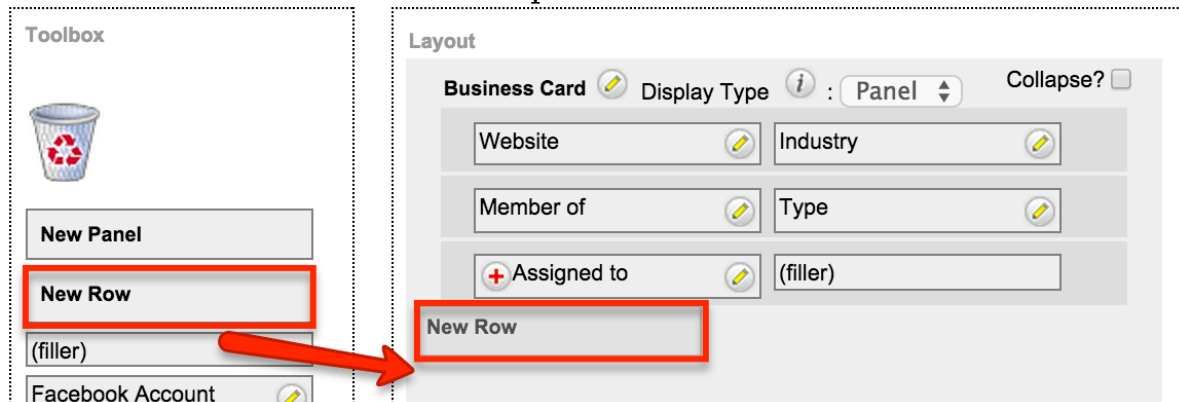 Toolbox
New Panel
New Row
(filler)
Facebook Account
Layout
Business Card Display Type i : Panel Collapse?
Website Industry
Member of Type
Assigned to (filler)
New Row